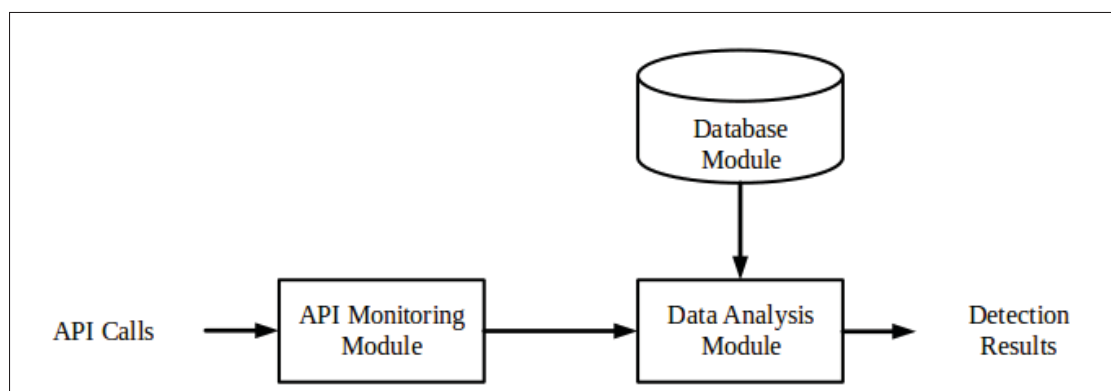 Database
Module
API Calls
API Monitoring
Module
Data Analysis
Module
Detection
Results